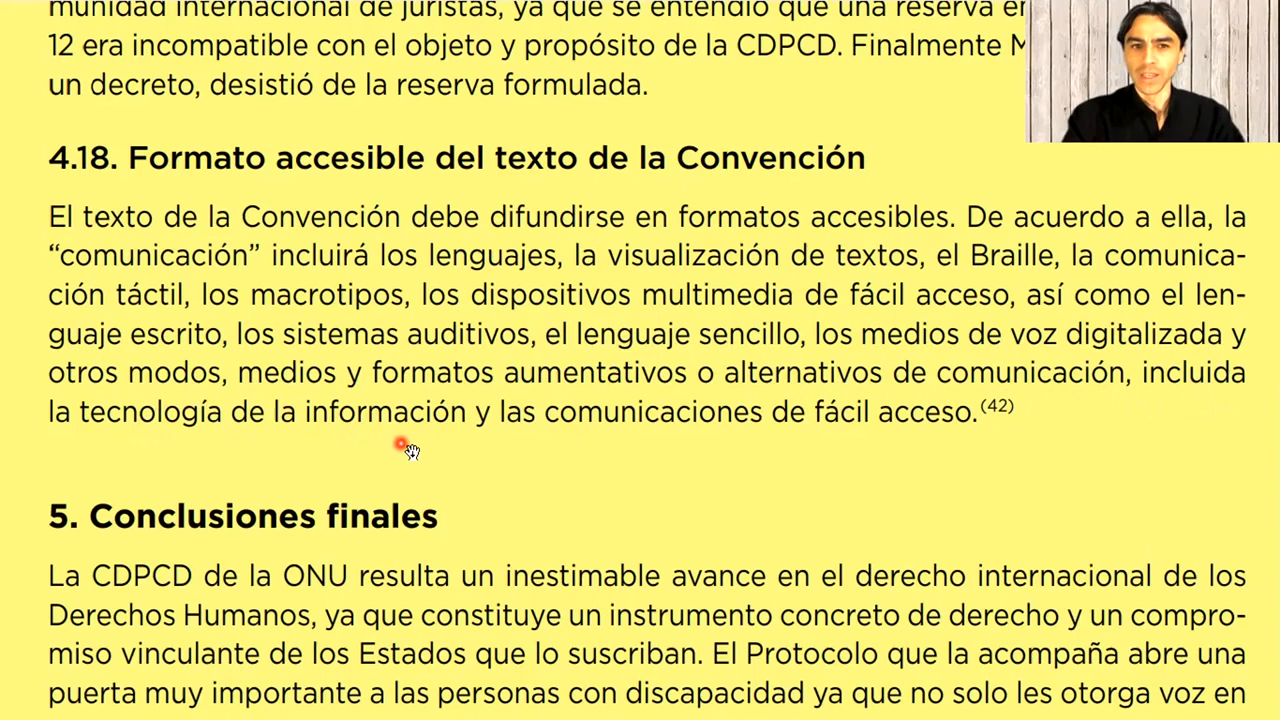 munidad internacional de juristas, ya que se entendió que una reserva
12 era incompatible con el objeto y propósito de la CDPCD. Finalmente
un decreto, desistió de la reserva formulada.
4.18. Formato accesible del texto de la Convención
El texto de la Convención debe difundirse en formatos accesibles. De acuerdo a ella, la
“comunicación” incluirá los lenguajes, la visualización de textos, el Braille, la comunica-
ción táctil, los macrotipos, los dispositivos multimedia de fácil acceso, así como el len-
guaje escrito, los sistemas auditivos, el lenguaje sencillo, los medios de voz digitalizada y
otros modos, medios y formatos aumentativos o alternativos de comunicación, incluida
la tecnología de la información y las comunicaciones de fácil acceso.(42)
5. Conclusiones finales
La CDPCD de la ONU resulta un inestimable avance en el derecho internacional de los
Derechos Humanos, ya que constituye un instrumento concreto de derecho y un compro-
miso vinculante de los Estados que lo suscriban. El Protocolo que la acompaña abre una
puerta muy importante a las personas con discapacidad ya que no solo les otorga voz en